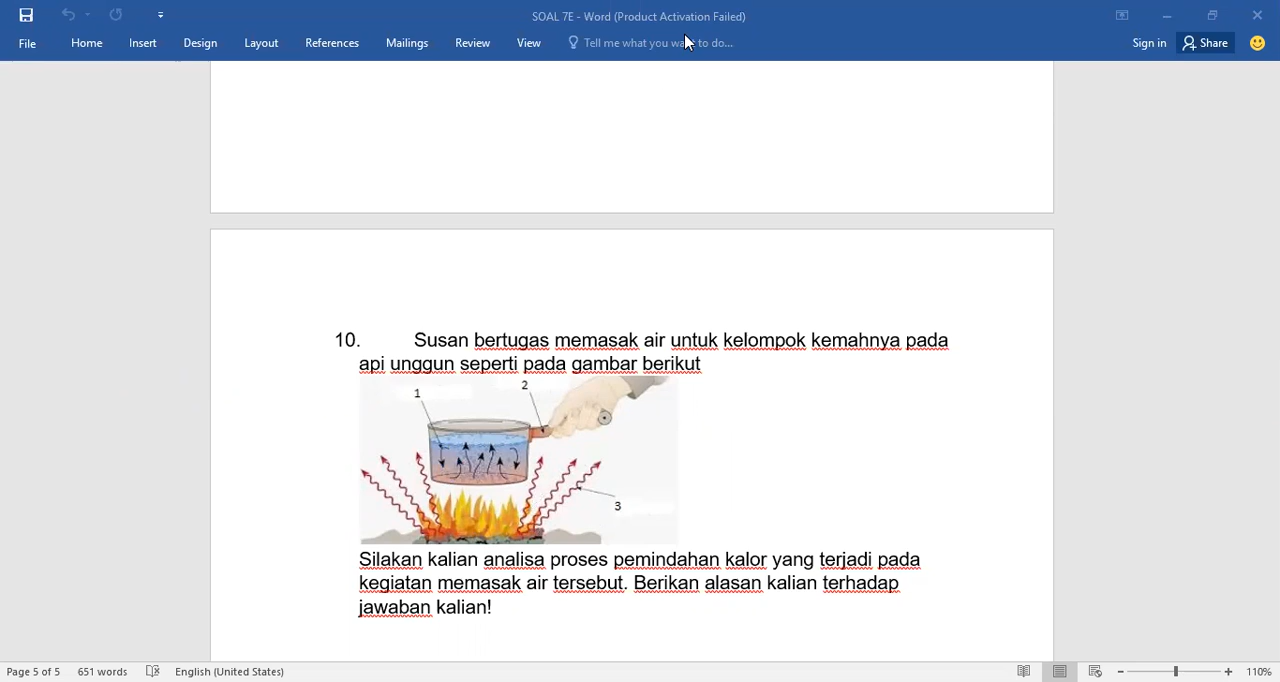 SOAL 7E - Word (Product Activation Failed)
File Home Insert Design Layout References Mailings Review View Tell me what you want to do... Sign in Share
10. Susan bertugas memasak air untuk kelompok kemahnya pada
api unggun seperti pada gambar berikut
1 2
3
Silakan kalian analisa proses pemindahan kalor yang terjadi pada
kegiatan memasak air tersebut. Berikan alasan kalian terhadap
jawaban kalian!
Page 5 of 5 651 words English (United States) 110%